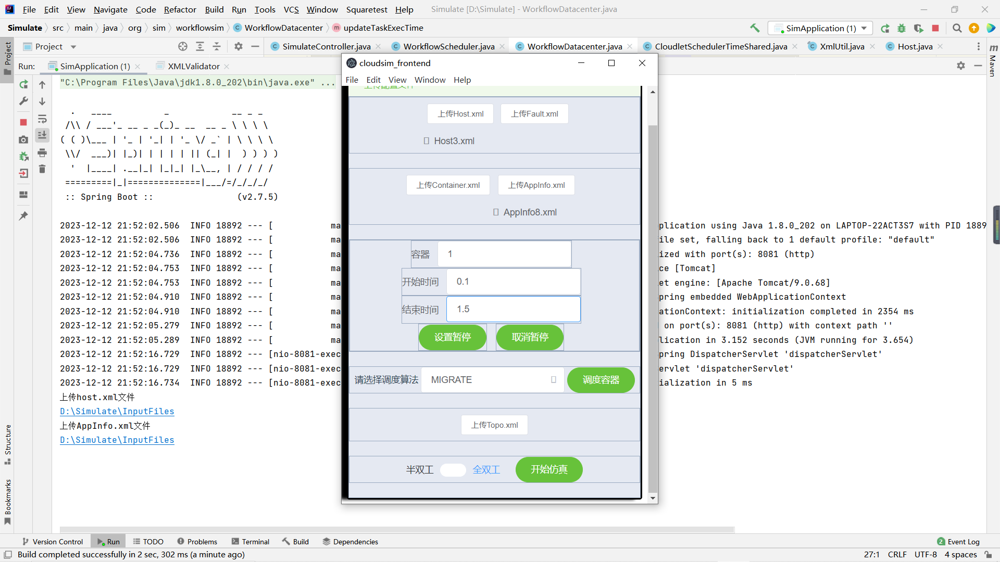 File Edit View Navigate Code Refactor Build Run Tools VCS Window Squaretest Help Simulate [D:\Simulate] - WorkflowDatacenter.java
Simulate src main java org sim workflowsim WorkflowDatacenter updateTaskExecTime
SimApplication (1)
Project
Project
SimulateController.java WorkflowScheduler.java WorkflowDatacenter.java CloudletSchedulerTimeShared.java XmlUtil.java Host.java
Maven
Run: SimApplication (1) XMLValidator
"C:\Program Files\Java\jdk1.8.0_202\bin\java.exe" ...
  .   ____          _            __ _ _
 /\\ / ___'_ __ _ _(_)_ __  __ _ \ \ \ \
( ( )\___ | '_ | '_| | '_ \/ _` | \ \ \ \
 \\/  ___)| |_)| | | | | || (_| |  ) ) ) )
  '  |____| .__|_| |_|_| |_\__, | / / / /
 =========|_|==============|___/=/_/_/_/
 :: Spring Boot ::                (v2.7.5)
2023-12-12 21:52:02.506  INFO 18892 --- [           ma
plication using Java 1.8.0_202 on LAPTOP-22ACT3S7 with PID 1889
2023-12-12 21:52:02.506  INFO 18892 --- [           ma
ile set, falling back to 1 default profile: "default"
2023-12-12 21:52:04.736  INFO 18892 --- [           ma
ized with port(s): 8081 (http)
2023-12-12 21:52:04.753  INFO 18892 --- [           ma
ce [Tomcat]
2023-12-12 21:52:04.753  INFO 18892 --- [           ma
et engine: [Apache Tomcat/9.0.68]
2023-12-12 21:52:04.910  INFO 18892 --- [           ma
pring embedded WebApplicationContext
2023-12-12 21:52:04.910  INFO 18892 --- [           ma
ationContext: initialization completed in 2354 ms
2023-12-12 21:52:05.279  INFO 18892 --- [           ma
on port(s): 8081 (http) with context path ''
2023-12-12 21:52:05.289  INFO 18892 --- [           ma
lication in 3.152 seconds (JVM running for 3.654)
2023-12-12 21:52:16.729  INFO 18892 --- [nio-8081-exec
pring DispatcherServlet 'dispatcherServlet'
2023-12-12 21:52:16.729  INFO 18892 --- [nio-8081-exec
ervlet 'dispatcherServlet'
2023-12-12 21:52:16.734  INFO 18892 --- [nio-8081-exec
ialization in 5 ms
上传host.xml文件
D:\Simulate\InputFiles
上传AppInfo.xml文件
D:\Simulate\InputFiles
cloudsim_frontend
File Edit View Window Help
上传配置文件
上传Host.xml 上传Fault.xml
Host3.xml
上传Container.xml 上传AppInfo.xml
AppInfo8.xml
容器 1
开始时间 0.1
结束时间 1.5
设置暂停 取消暂停
请选择调度算法 MIGRATE 调度容器
上传Topo.xml
半双工 全双工 开始仿真
Structure
Bookmarks
Version Control Run TODO Problems Terminal Build Dependencies 2 Event Log
Build completed successfully in 2 sec, 302 ms (a minute ago) 27:1 CRLF UTF-8 4 spaces